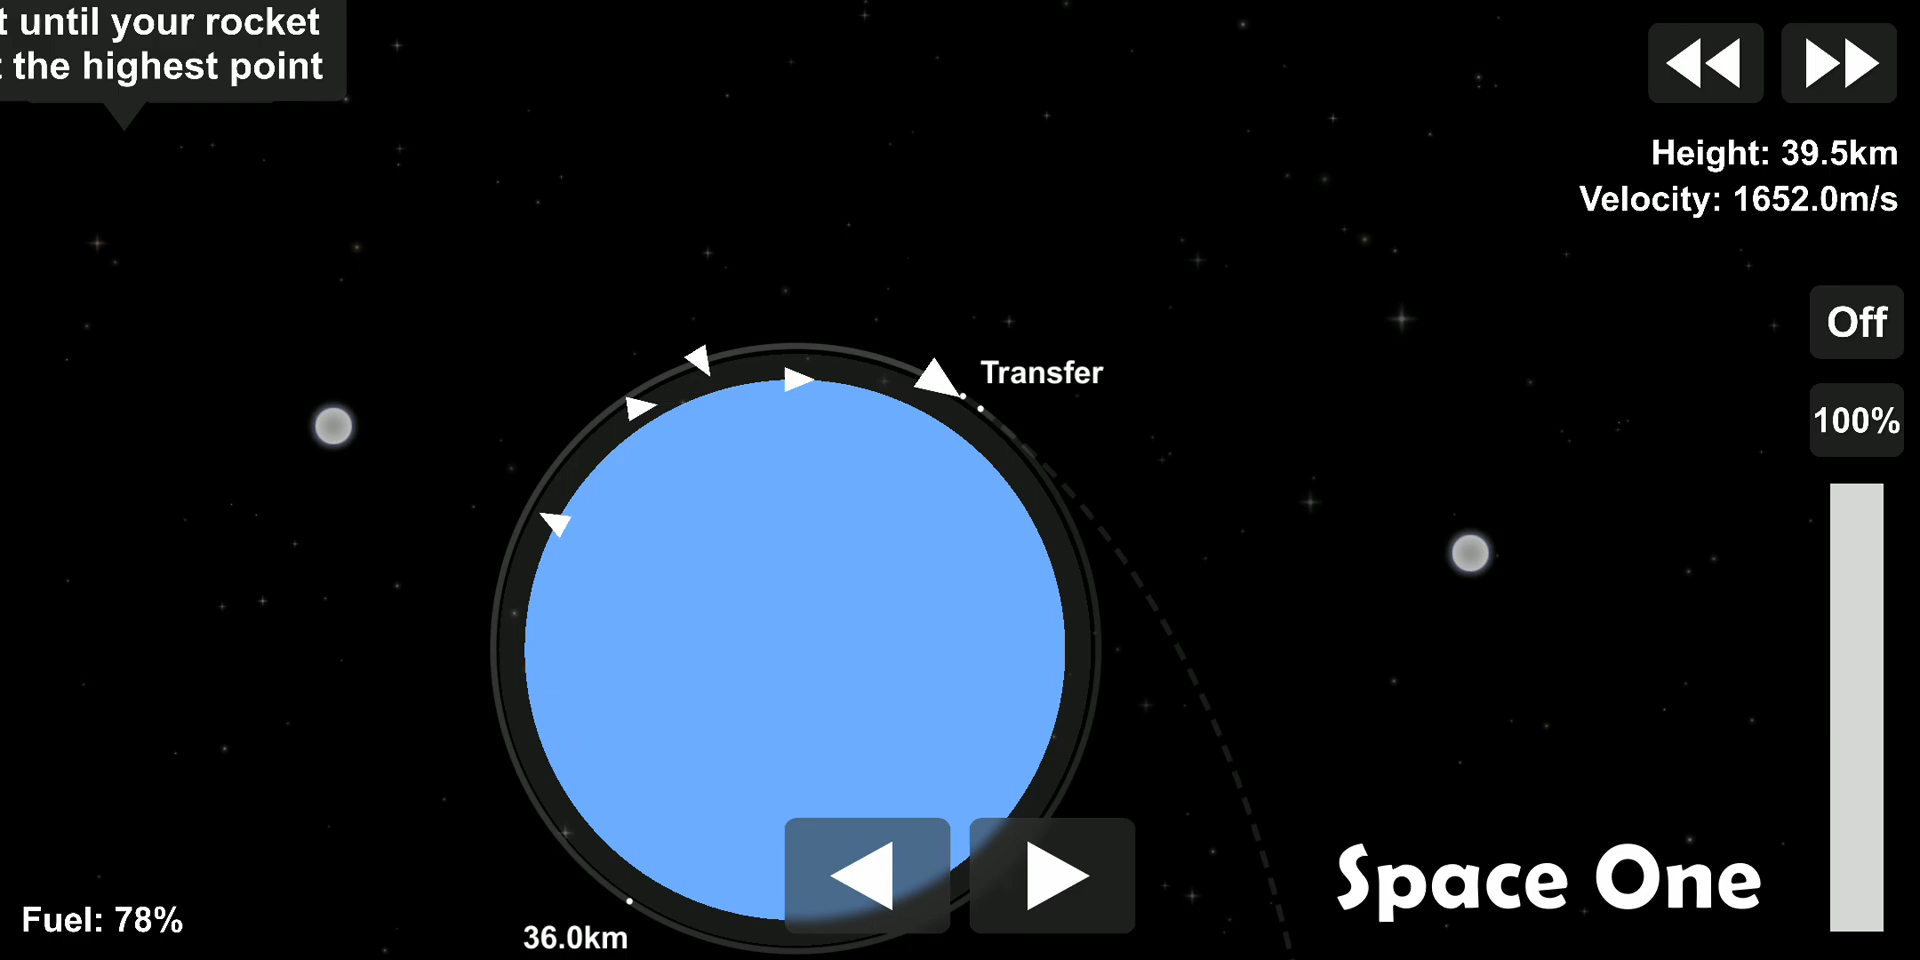 t until your rocket
the highest point
Height: 39.5km
Velocity: 1652.0m/s
Off
Transfer
100%
Space One
Fuel: 78%
36.0km